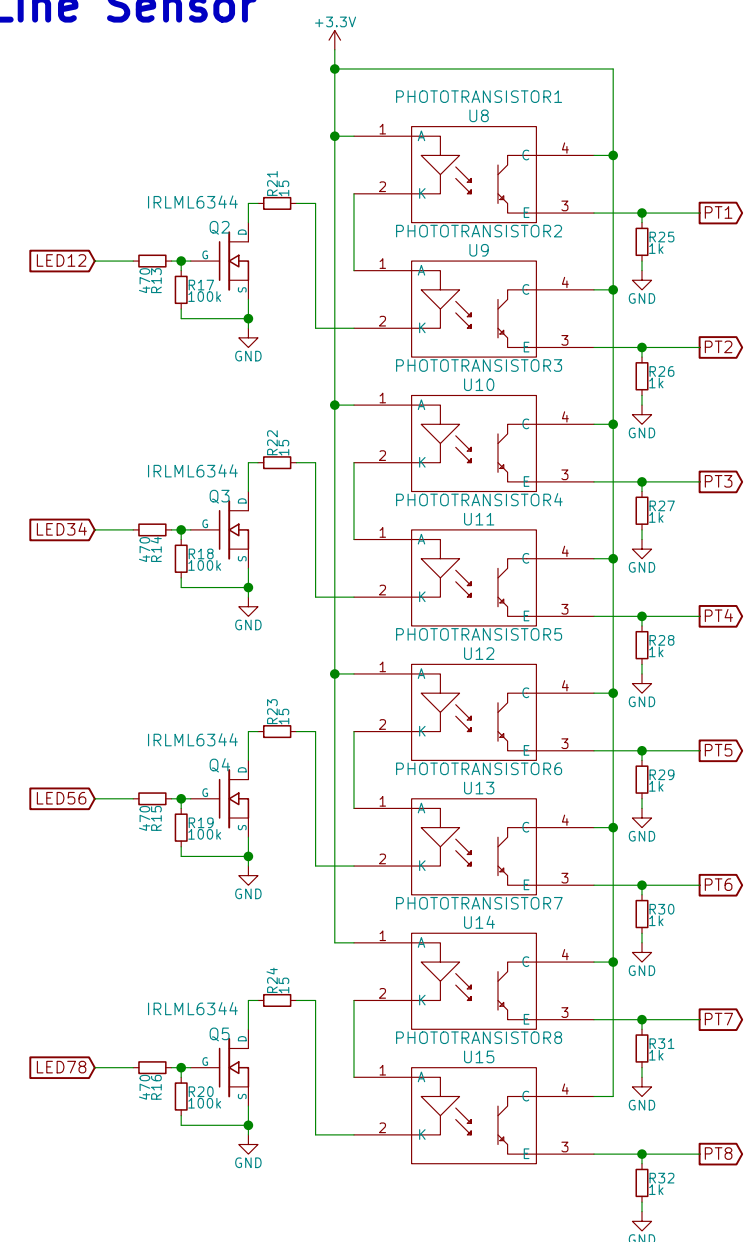 Line Sensor
+3.3V
PHOTOTRANSISTOR1
U8
1 A C 4
2 K E 3
PT1
R25
1k
GND
IRLML6344
Q2
R21
15
LED12
470
R13
R17
100k
G D S
GND
PHOTOTRANSISTOR2
U9
1 A C 4
2 K E 3
PT2
R26
1k
GND
PHOTOTRANSISTOR3
U10
1 A C 4
2 K E 3
PT3
R27
1k
GND
IRLML6344
Q3
R22
15
LED34
470
R14
R18
100k
G D S
GND
PHOTOTRANSISTOR4
U11
1 A C 4
2 K E 3
PT4
R28
1k
GND
PHOTOTRANSISTOR5
U12
1 A C 4
2 K E 3
PT5
R29
1k
GND
IRLML6344
Q4
R23
15
LED56
470
R15
R19
100k
G D S
GND
PHOTOTRANSISTOR6
U13
1 A C 4
2 K E 3
PT6
R30
1k
GND
PHOTOTRANSISTOR7
U14
1 A C 4
2 K E 3
PT7
R31
1k
GND
IRLML6344
Q5
R24
15
LED78
470
R16
R20
100k
G D S
GND
PHOTOTRANSISTOR8
U15
1 A C 4
2 K E 3
PT8
R32
1k
GND